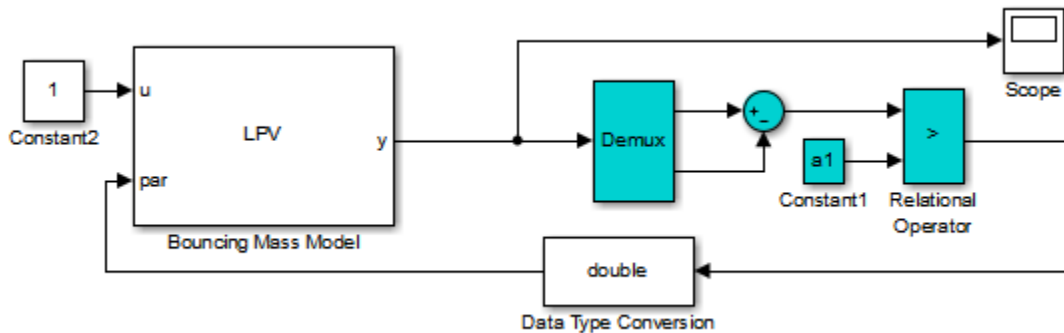 1
Constant2
u
par
LPV
y
Bouncing Mass Model
Demux
+
-
a1
Constant1
>
Relational
Operator
Scope
double
Data Type Conversion